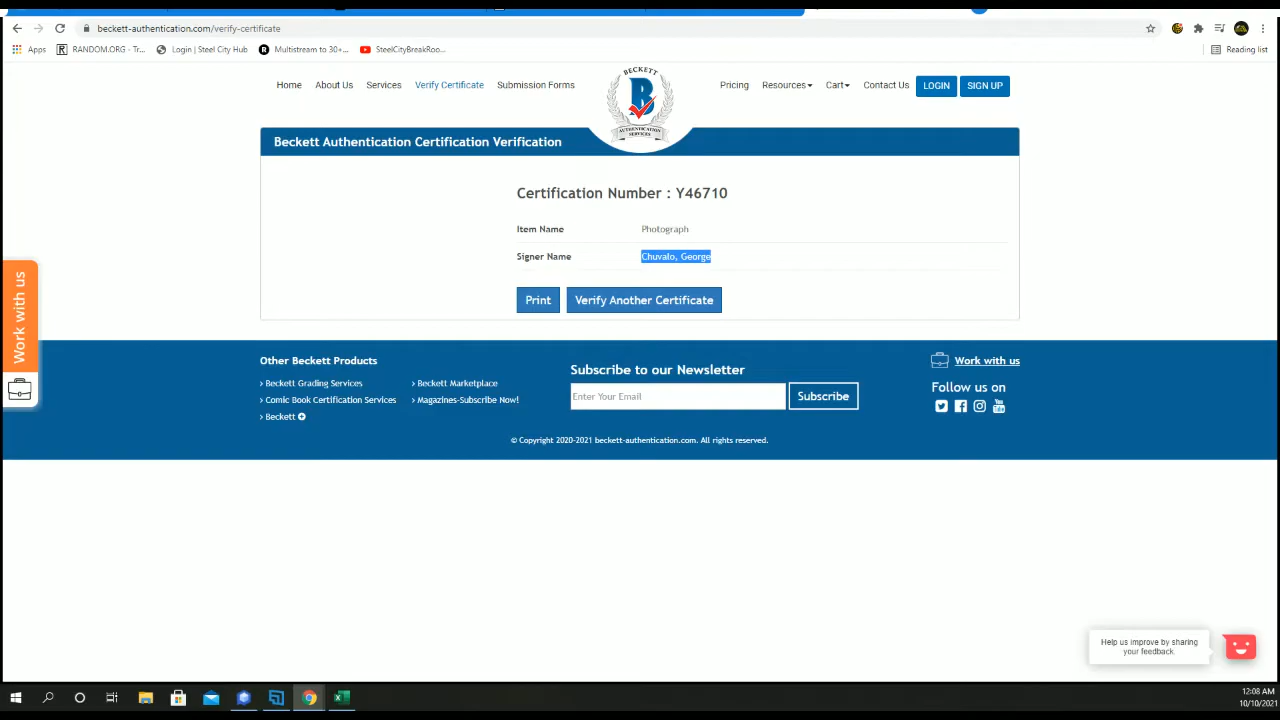 beckett-authentication.com/verify-certificate
Apps RANDOM.ORG - Tr... Login | Steel City Hub Multistream to 30+... SteelCityBreakRoo... Reading list
Home About Us Services Verify Certificate Submission Forms Pricing Resources Cart Contact Us LOGIN SIGN UP
BECKETT
B
AUTHENTICATION
SERVICES
Beckett Authentication Certification Verification
Certification Number : Y46710
Item Name Photograph
Signer Name Chuvalo, George
Print Verify Another Certificate
Work with us
Other Beckett Products
› Beckett Grading Services › Beckett Marketplace
› Comic Book Certification Services › Magazines-Subscribe Now!
› Beckett
Subscribe to our Newsletter
Enter Your Email Subscribe
Work with us
Follow us on
You Tube
© Copyright 2020-2021 beckett-authentication.com. All rights reserved.
Help us improve by sharing
your feedback.
12:08 AM
10/10/2021